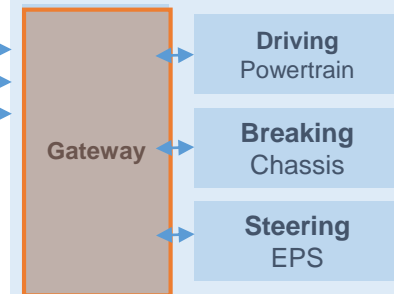 Driving
Powertrain
Gateway
Breaking
Chassis
Steering
EPS